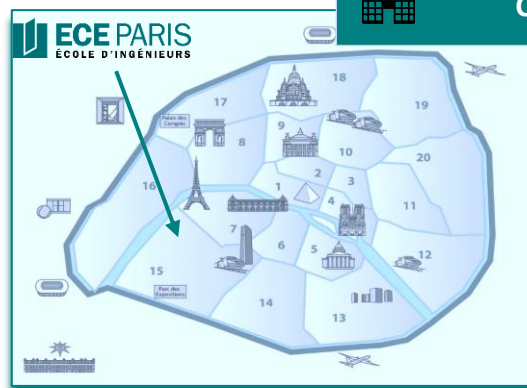 C
ECE PARIS
ÉCOLE D'INGÉNIEURS
18
17
19
Palais des
Congrès
9
8
10
20
2
3
16
1
4
11
7
6
5
12
15
Parc des
Expositions
14
13